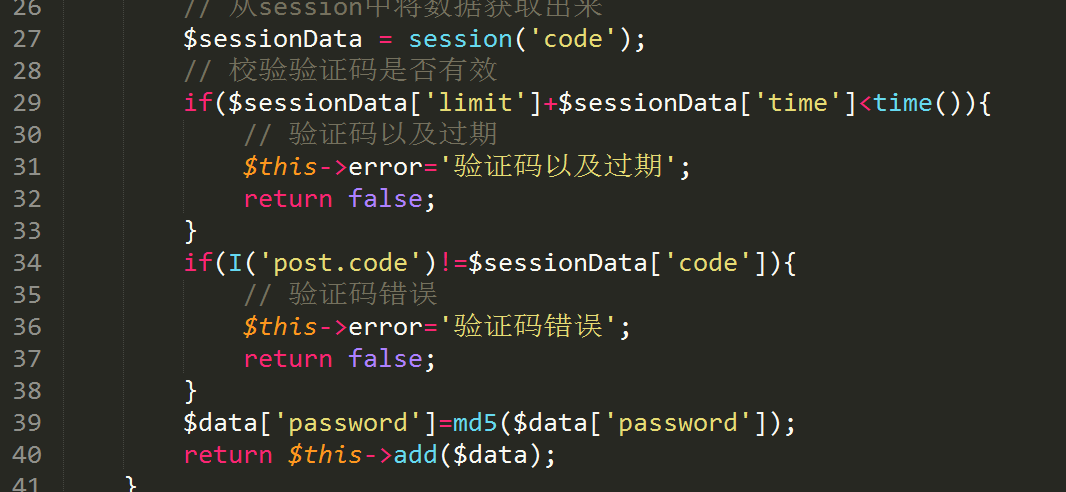 26 // 从session中将数据获取出来
27 $sessionData = session('code');
28 // 校验验证码是否有效
29 if($sessionData['limit']+$sessionData['time']<time()){
30 // 验证码以及过期
31 $this->error='验证码以及过期';
32 return false;
33 }
34 if(I('post.code')!=$sessionData['code']){
35 // 验证码错误
36 $this->error='验证码错误';
37 return false;
38 }
39 $data['password']=md5($data['password']);
40 return $this->add($data);
41 }